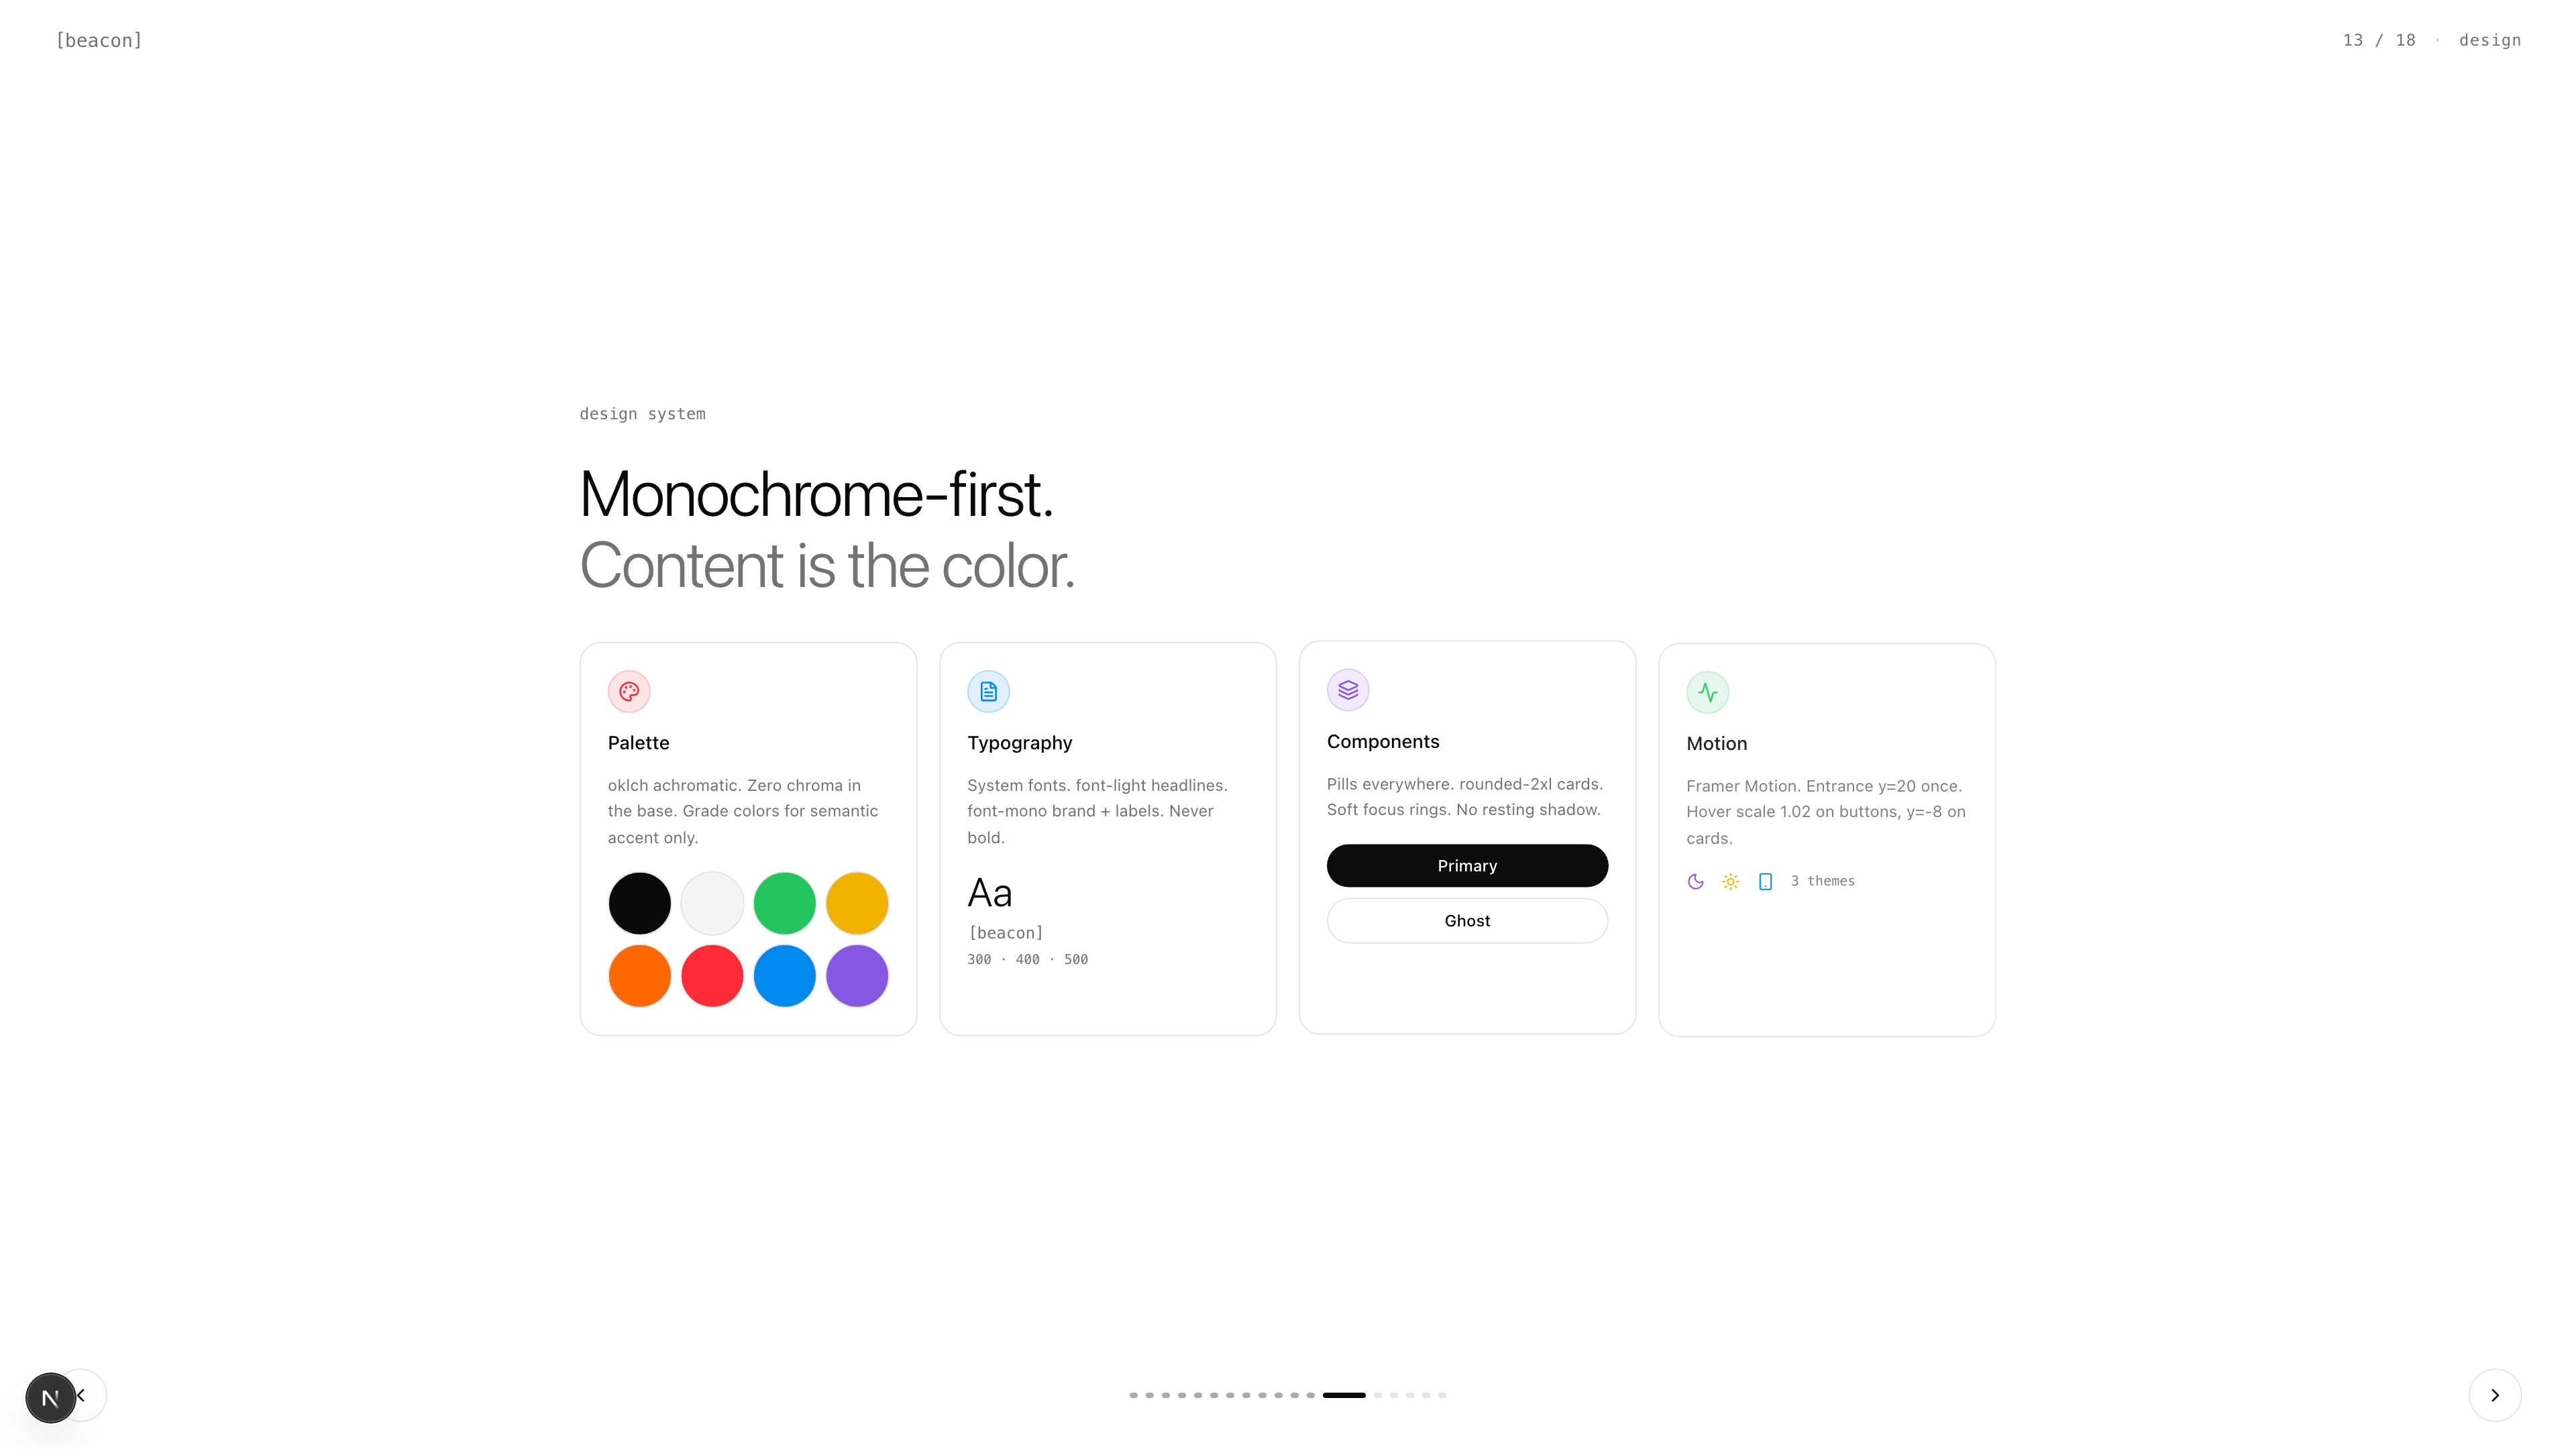 [beacon]
13 / 18 · design
design system
Monochrome-first.
Content is the color.
Palette
oklch achromatic. Zero chroma in
the base. Grade colors for semantic
accent only.
Typography
System fonts. font-light headlines.
font-mono brand + labels. Never
bold.
Aa
[beacon]
300 · 400 · 500
Components
Pills everywhere. rounded-2xl cards.
Soft focus rings. No resting shadow.
Primary
Ghost
Motion
Framer Motion. Entrance y=20 once.
Hover scale 1.02 on buttons, y=-8 on
cards.
3 themes
N